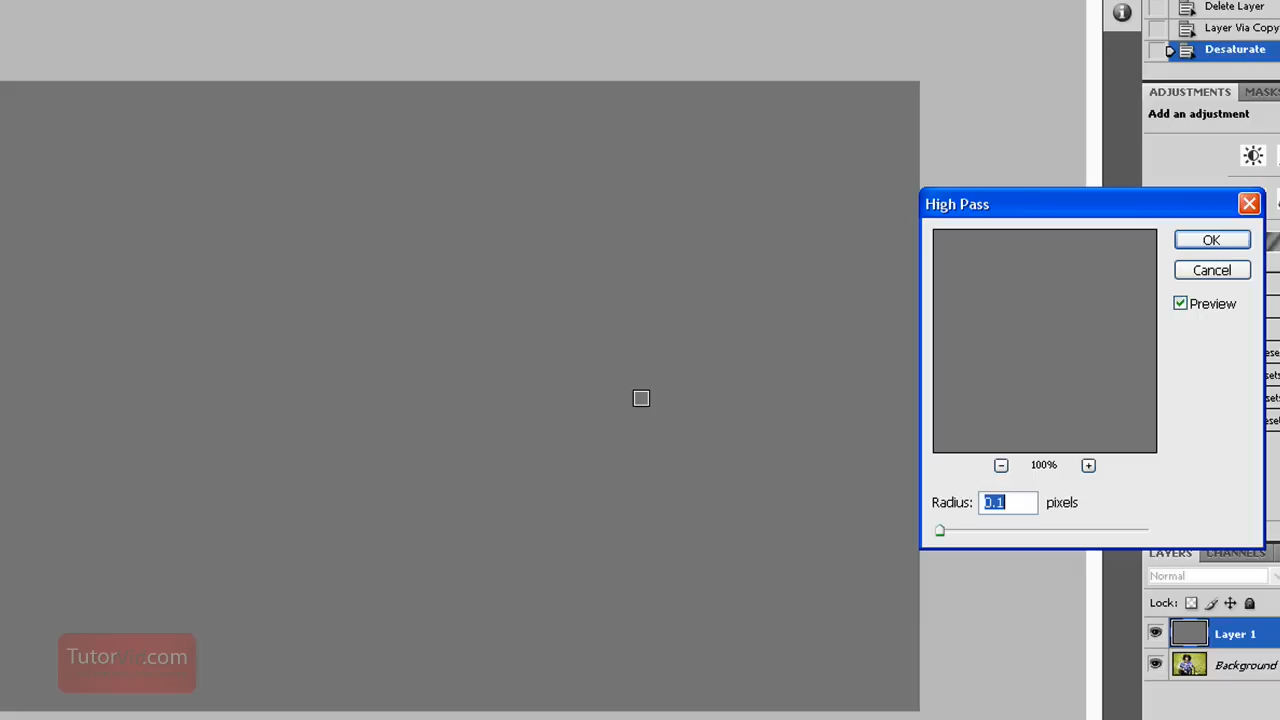 Delete Layer
Layer Via Copy
Desaturate
ADJUSTMENTS
MASKS
Add an adjustment
High Pass
OK
Cancel
Preview
100%
Radius: 0.1 pixels
LAYERS
CHANNELS
Normal
Lock:
Layer 1
Background
TutorVid.com